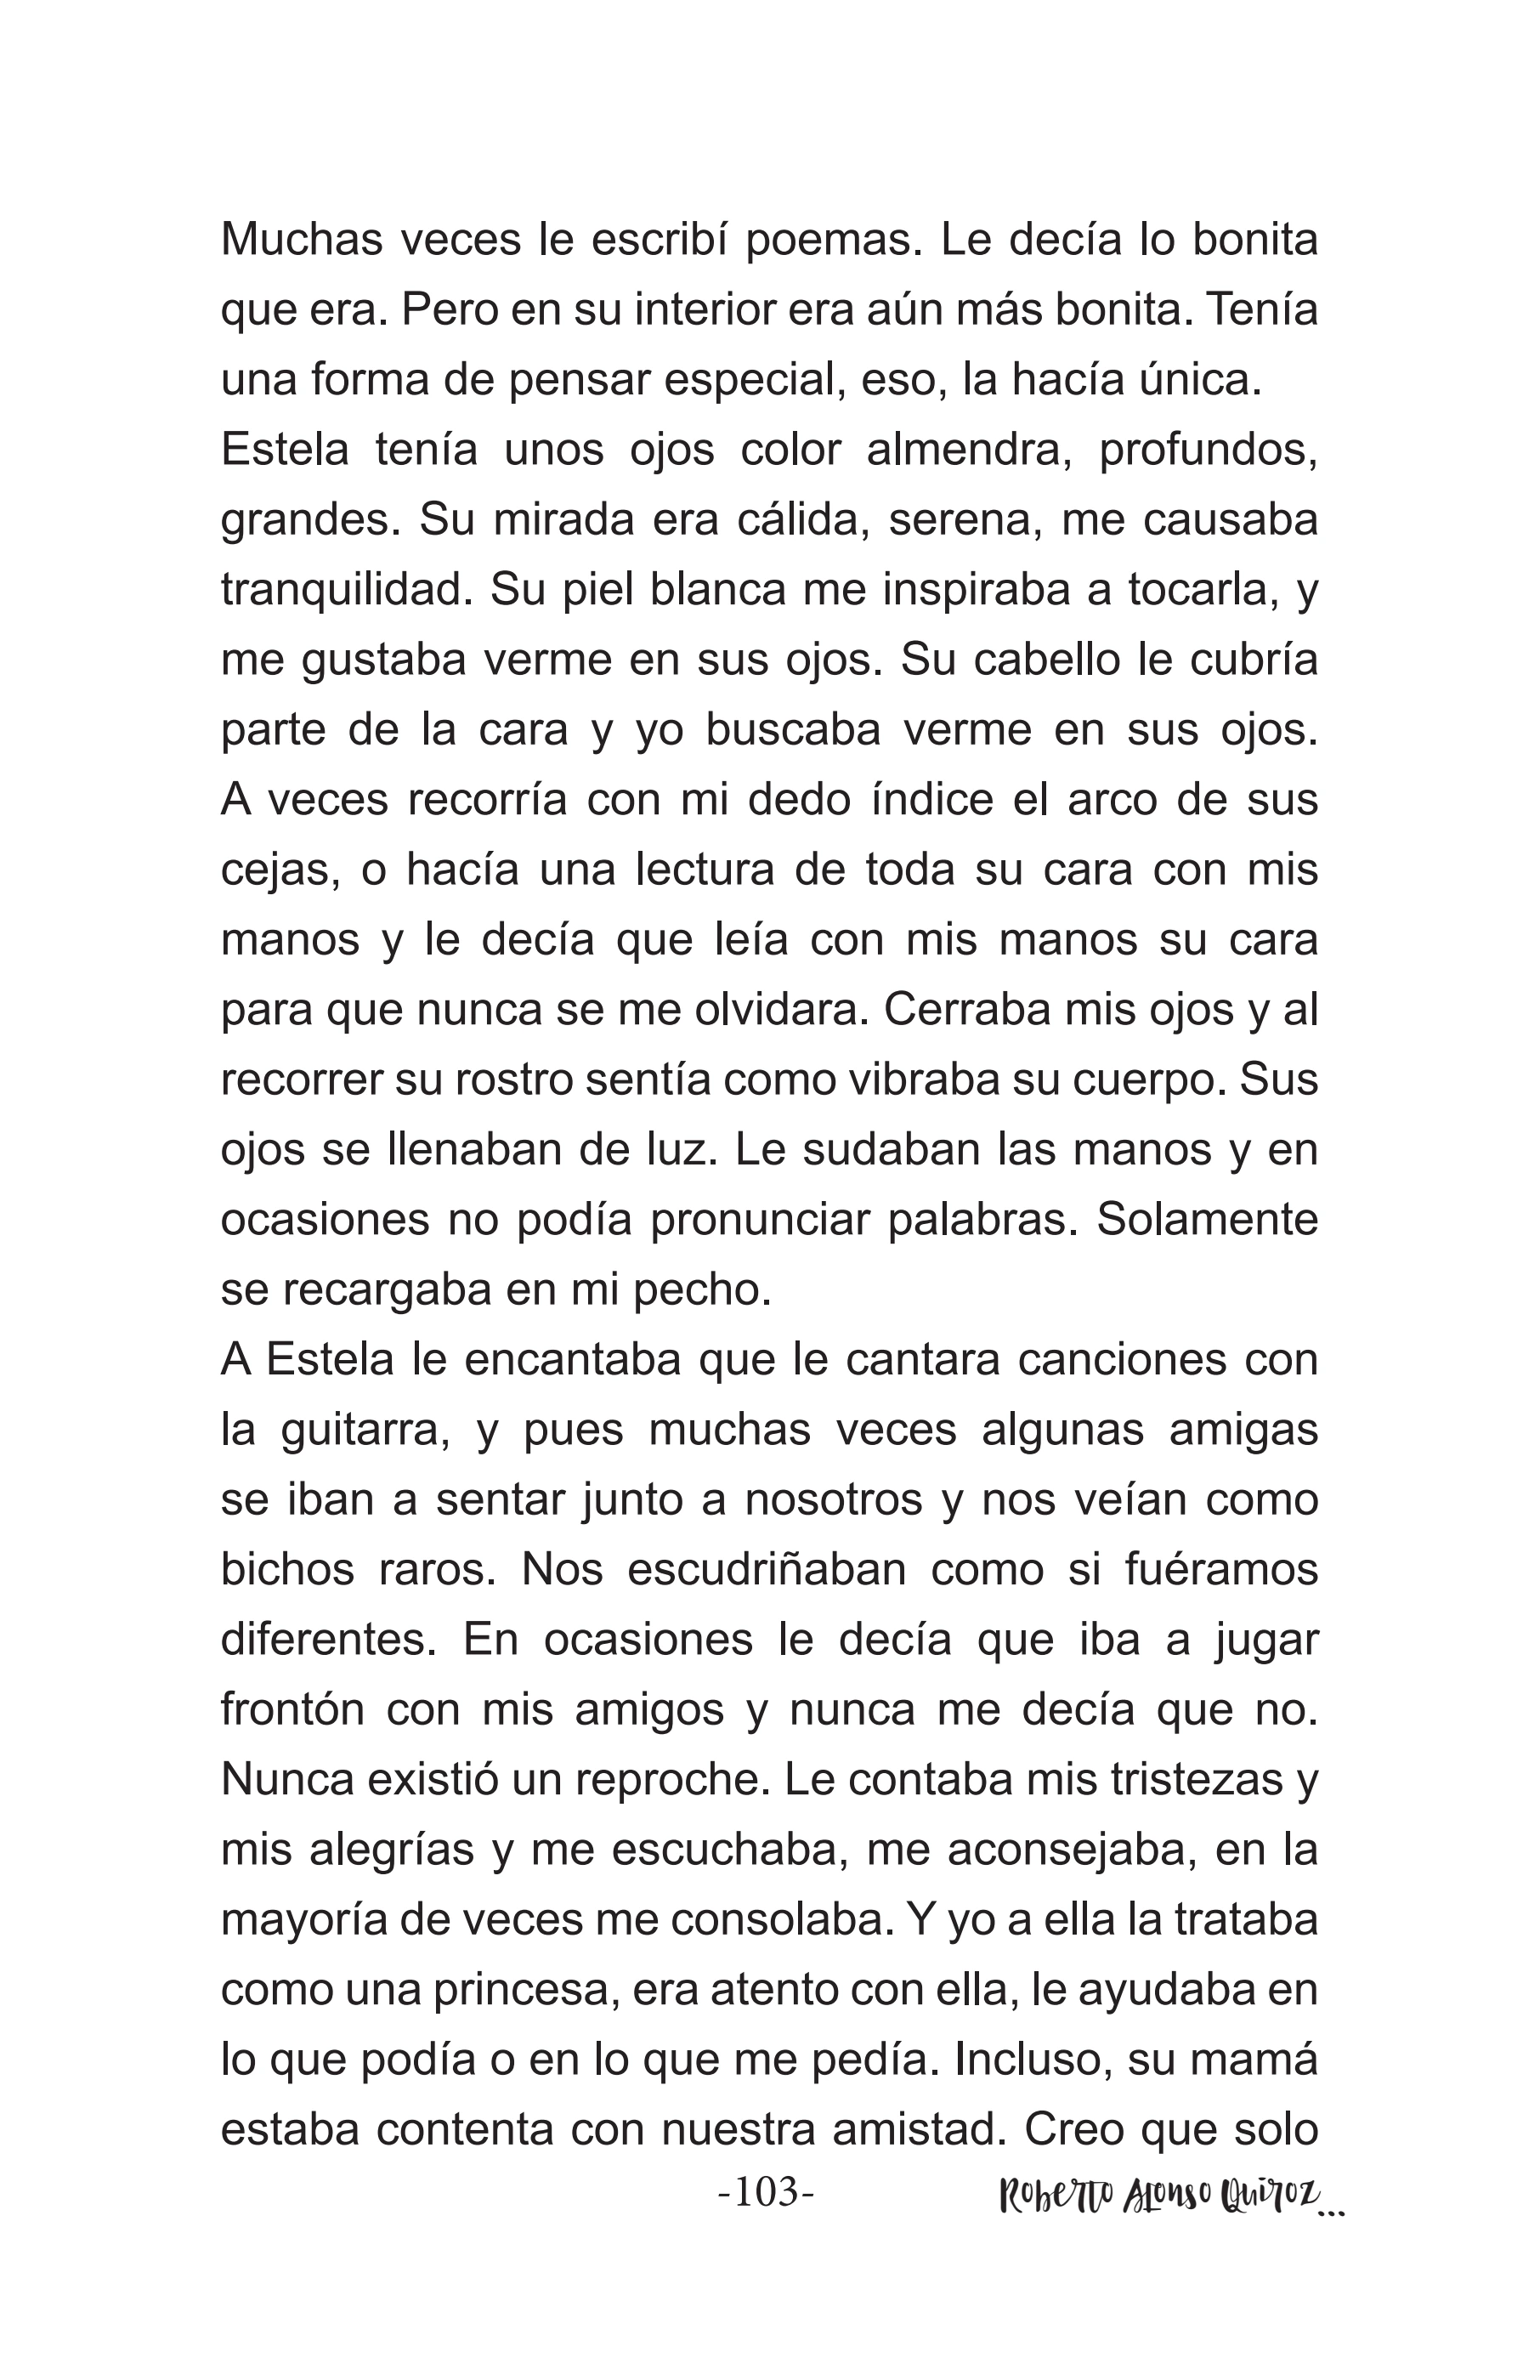 Muchas veces le escribí poemas. Le decía lo bonita
que era. Pero en su interior era aún más bonita. Tenía
una forma de pensar especial, eso, la hacía única.
Estela tenía unos ojos color almendra, profundos,
grandes. Su mirada era cálida, serena, me causaba
tranquilidad. Su piel blanca me inspiraba a tocarla, y
me gustaba verme en sus ojos. Su cabello le cubría
parte de la cara y yo buscaba verme en sus ojos.
A veces recorría con mi dedo índice el arco de sus
cejas, o hacía una lectura de toda su cara con mis
manos y le decía que leía con mis manos su cara
para que nunca se me olvidara. Cerraba mis ojos y al
recorrer su rostro sentía como vibraba su cuerpo. Sus
ojos se llenaban de luz. Le sudaban las manos y en
ocasiones no podía pronunciar palabras. Solamente
se recargaba en mi pecho.
A Estela le encantaba que le cantara canciones con
la guitarra, y pues muchas veces algunas amigas
se iban a sentar junto a nosotros y nos veían como
bichos raros. Nos escudriñaban como si fuéramos
diferentes. En ocasiones le decía que iba a jugar
frontón con mis amigos y nunca me decía que no.
Nunca existió un reproche. Le contaba mis tristezas y
mis alegrías y me escuchaba, me aconsejaba, en la
mayoría de veces me consolaba. Y yo a ella la trataba
como una princesa, era atento con ella, le ayudaba en
lo que podía o en lo que me pedía. Incluso, su mamá
estaba contenta con nuestra amistad. Creo que solo
-103- Roberto Alonso Quiroz...